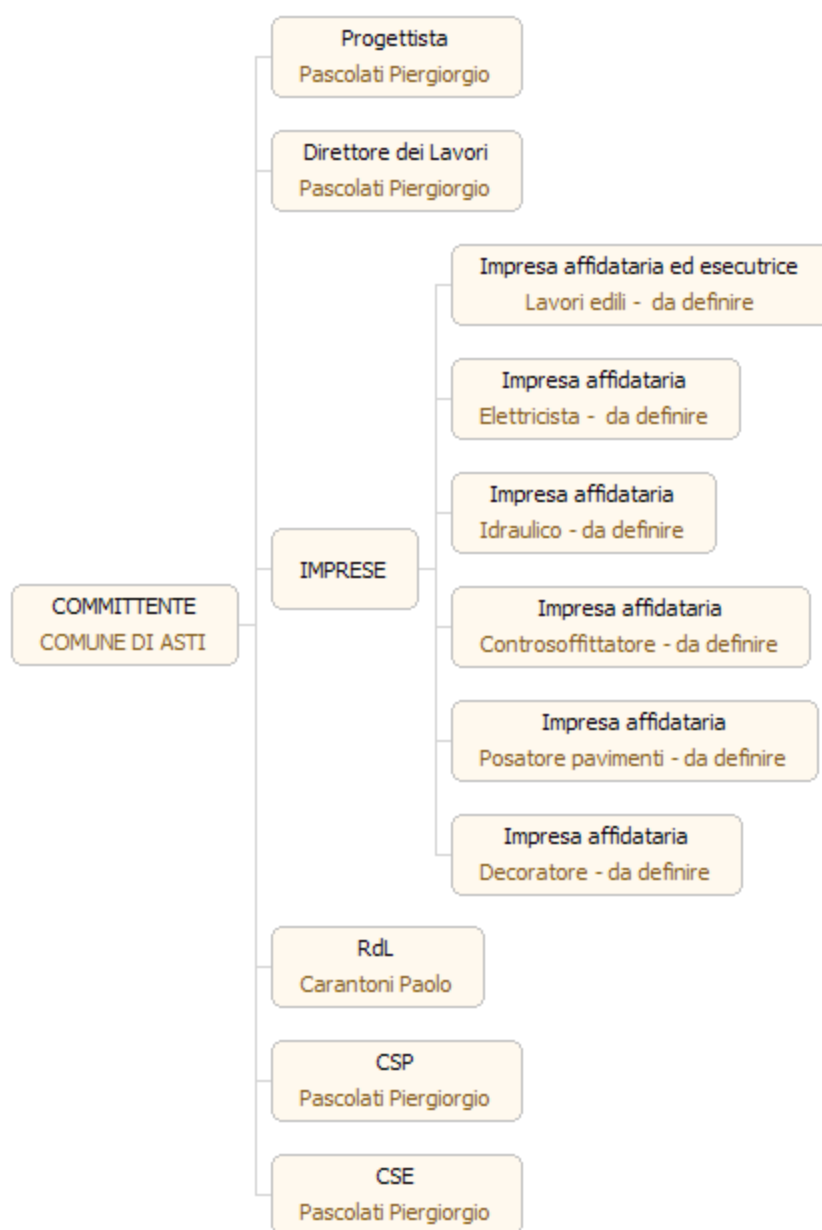 Progettista
Pascolati Piergiorgio
Direttore dei Lavori
Pascolati Piergiorgio
Impresa affidataria ed esecutrice
Lavori edili - da definire
Impresa affidataria
Elettricista - da definire
Impresa affidataria
Idraulico - da definire
IMPRESE
COMMITTENTE
COMUNE DI ASTI
Impresa affidataria
Controsoffittatore - da definire
Impresa affidataria
Posatore pavimenti - da definire
Impresa affidataria
Decoratore - da definire
RdL
Carantoni Paolo
CSP
Pascolati Piergiorgio
CSE
Pascolati Piergiorgio